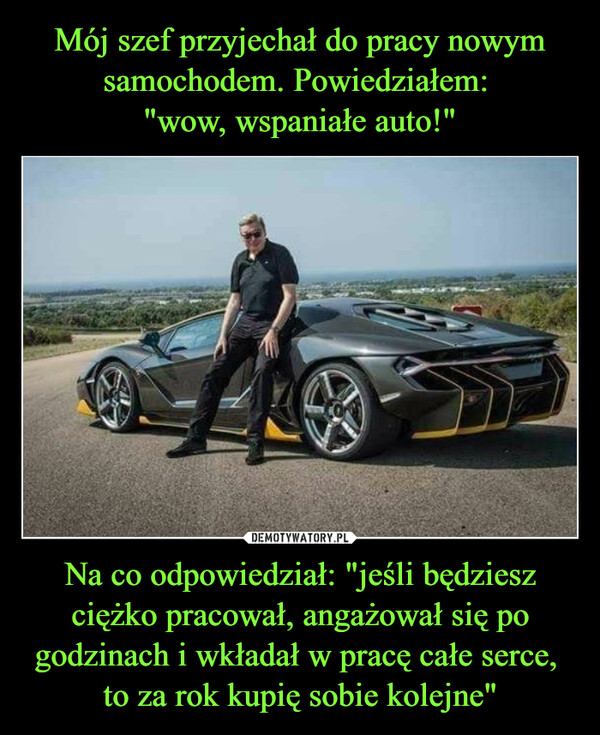 Mój szef przyjechał do pracy nowym
samochodem. Powiedziałem:
"wow, wspaniałe auto!"
DEMOTYWATORY.PL
Na co odpowiedział: "jeśli będziesz
ciężko pracował, angażował się po
godzinach i wkładał w pracę całe serce,
to za rok kupię sobie kolejne"